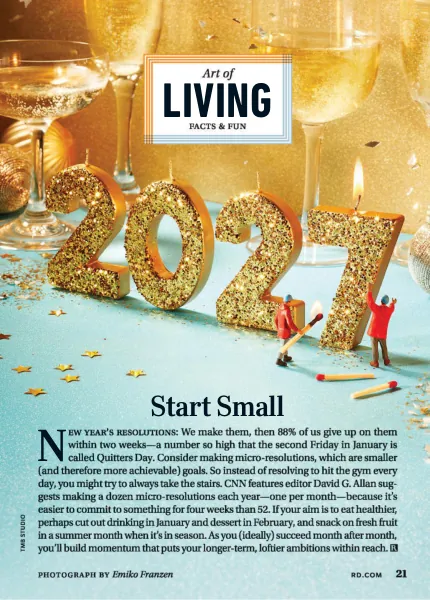 Art of
LIVING
FACTS & FUN
2027
Start Small
NEW YEAR'S RESOLUTIONS: We make them, then 88% of us give up on them
within two weeks—a number so high that the second Friday in January is
called Quitters Day. Consider making micro-resolutions, which are smaller
(and therefore more achievable) goals. So instead of resolving to hit the gym every
day, you might try to always take the stairs. CNN features editor David G. Allan sug-
gests making a dozen micro-resolutions each year—one per month—because it's
easier to commit to something for four weeks than 52. If your aim is to eat healthier,
perhaps cut out drinking in January and dessert in February, and snack on fresh fruit
in a summer month when it's in season. As you (ideally) succeed month after month,
you'll build momentum that puts your longer-term, loftier ambitions within reach.
TMB STUDIO
PHOTOGRAPH BY Emiko Franzen
RD.COM 21